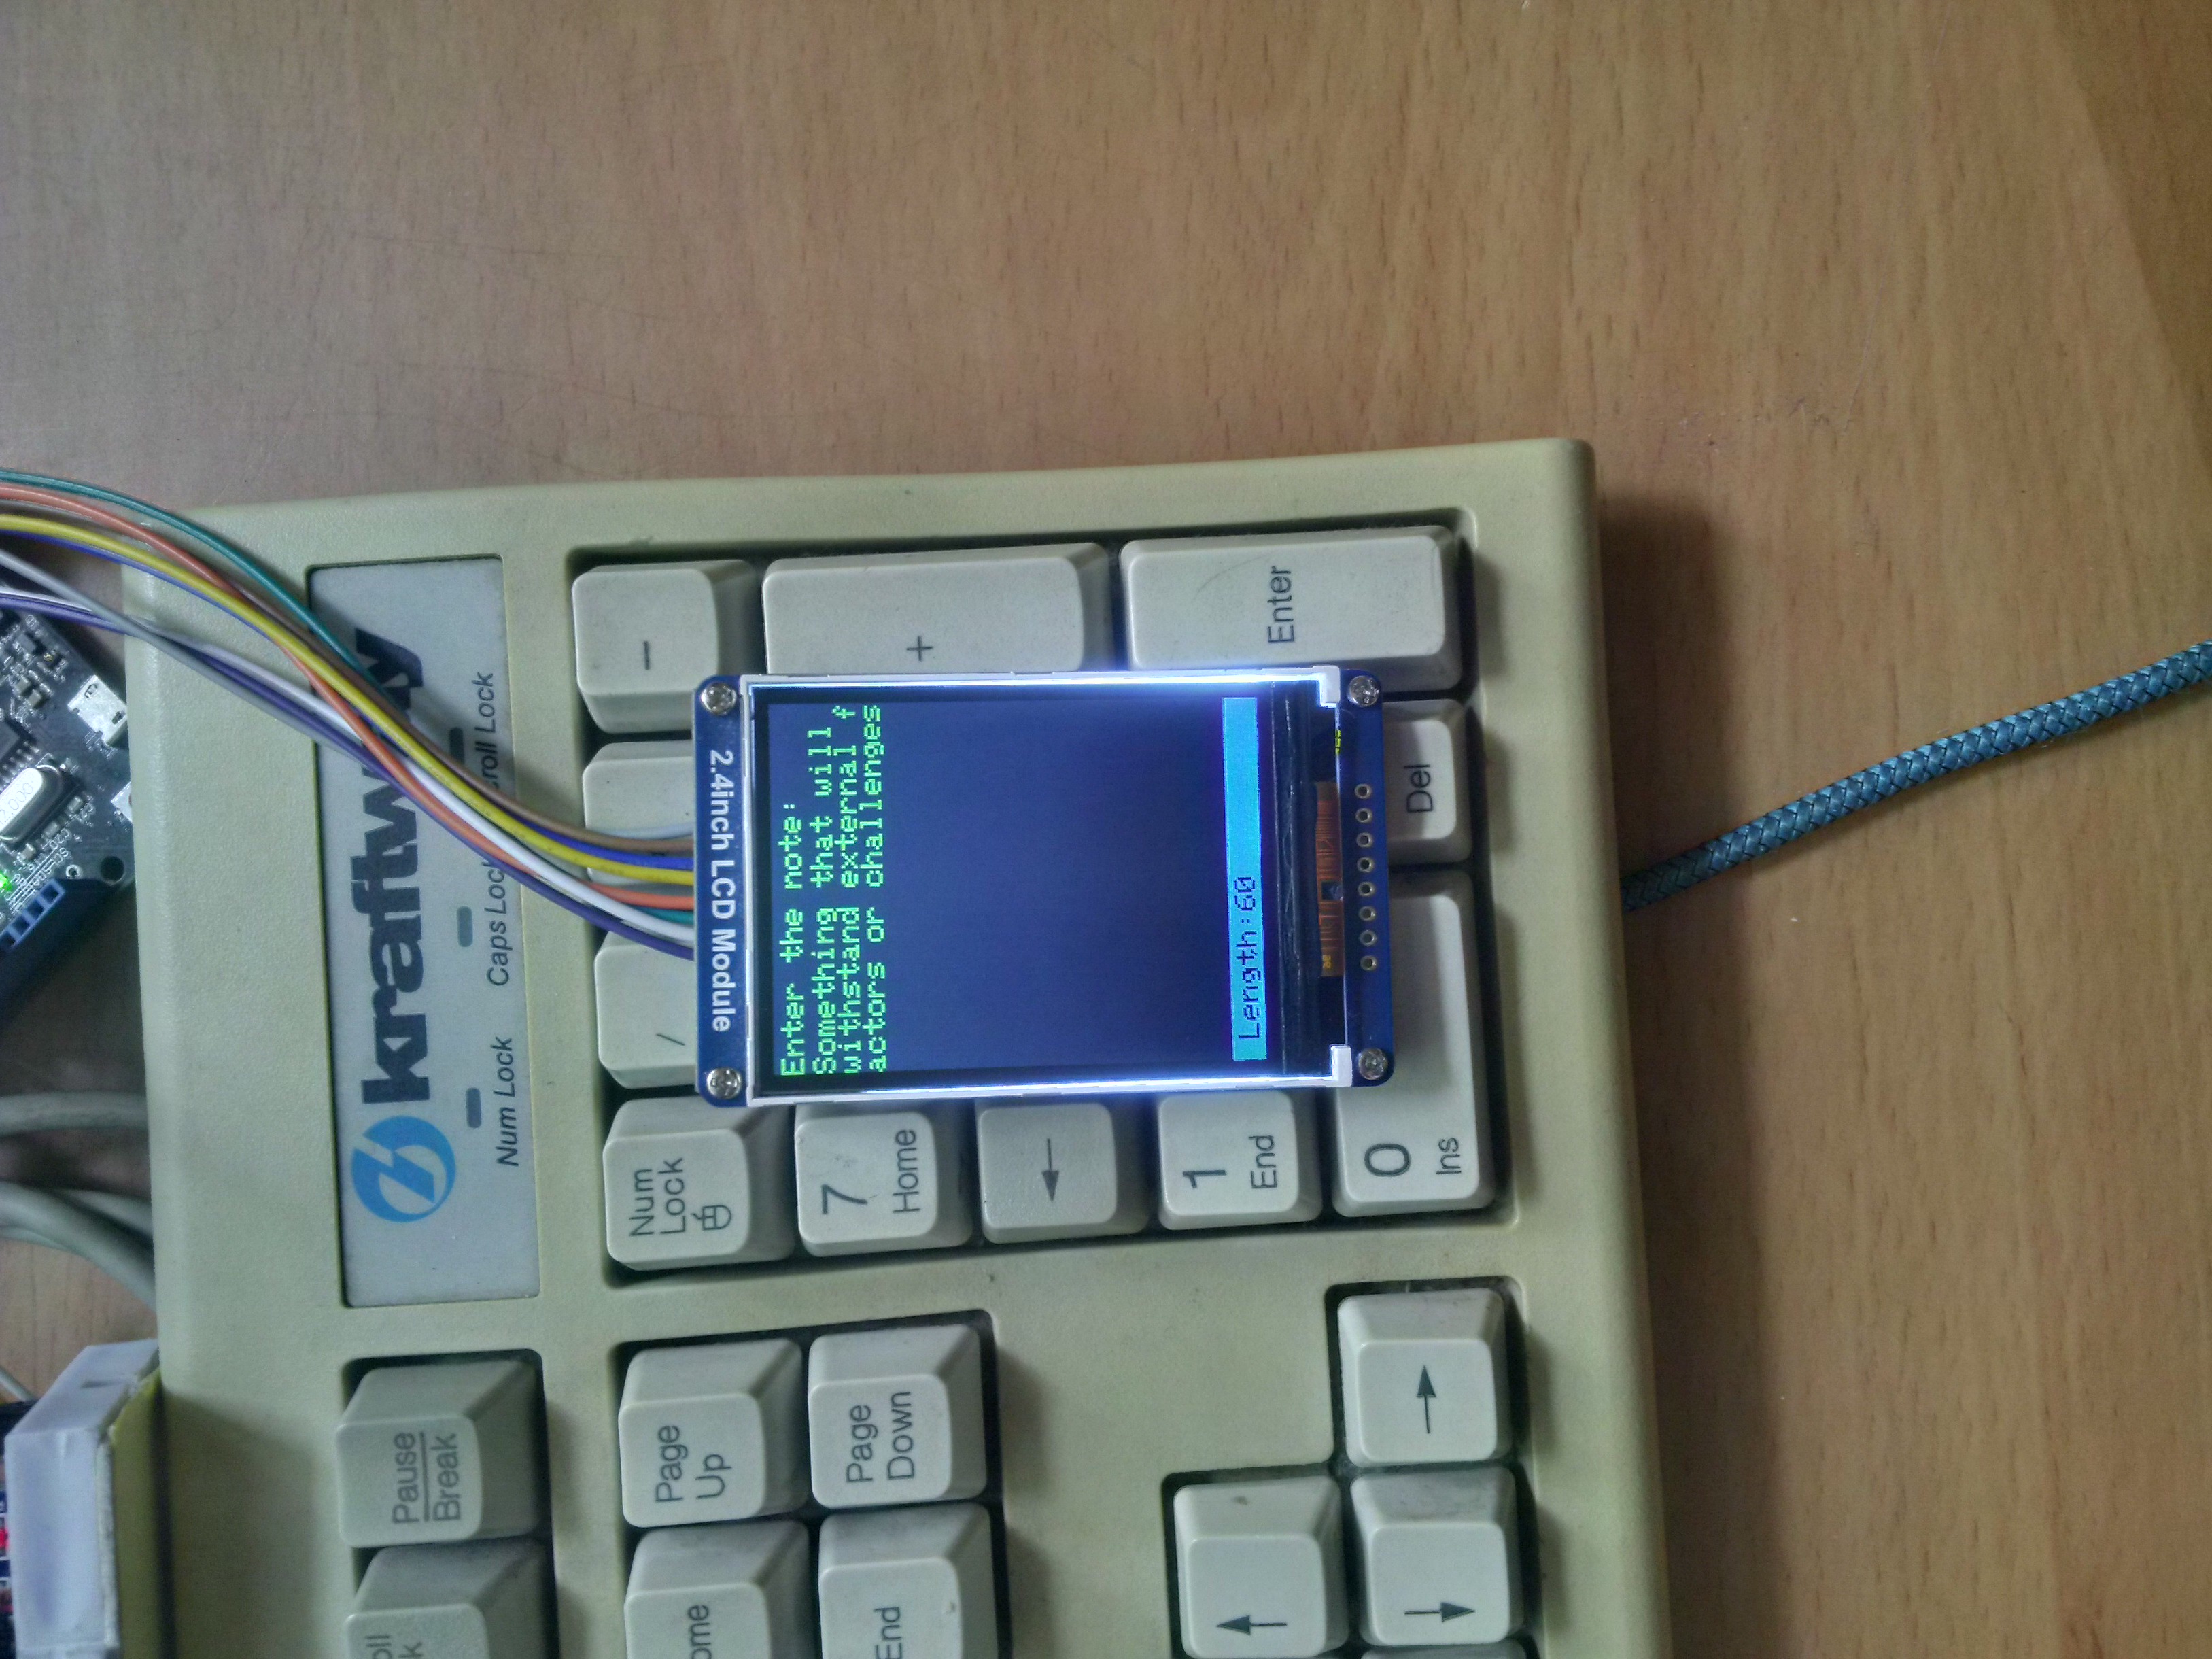 Pause
Break
kraftway
Num Lock
Caps Lock
Scroll Lock
Page
Up
Num
Lock
/
-
2.4inch LCD Module
Enter the note:
Something that will
withstand external f
actors or challenges
Length:60
7
Home
+
End
Page
Down
1
End
Enter
0
Ins
Del